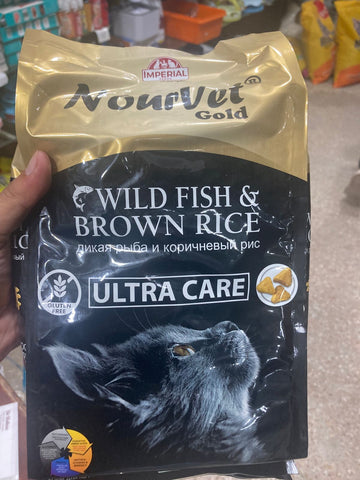 IMPERIAL
NourVet®
Gold
WILD FISH &
BROWN RICE
дикая рыба и коричневый рис
GLUTEN
FREE
ULTRA CARE